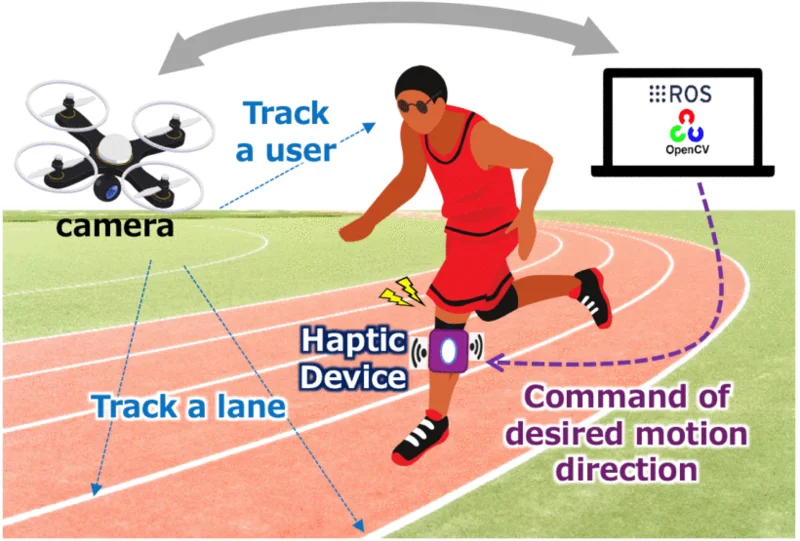 Track
a user
ROS
OpenCV
camera
Haptic
Device
Track a lane
Command of
desired motion
direction